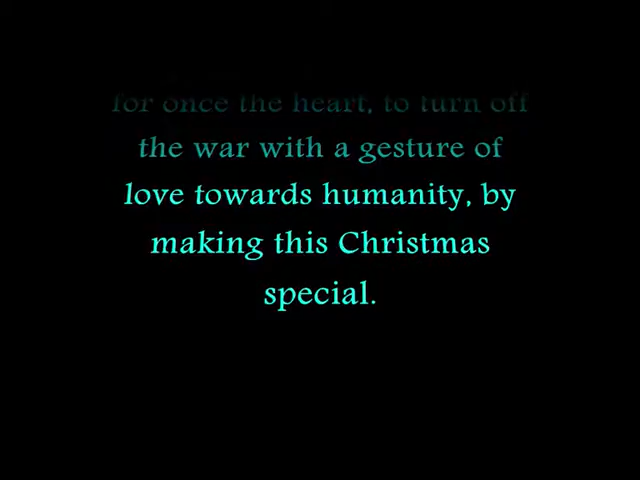 for once the heart, to turn off
the war with a gesture of
love towards humanity, by
making this Christmas
special.